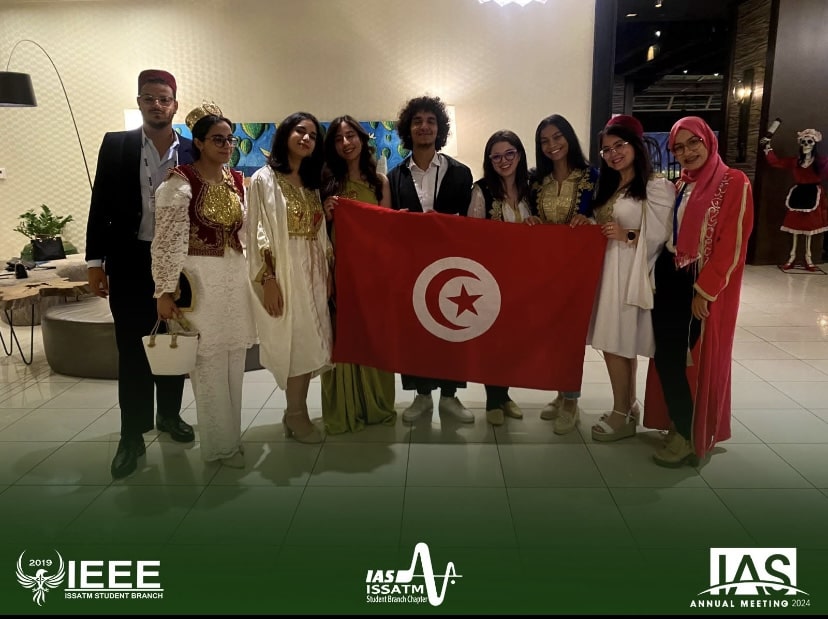 2019
IEEE
ISSATM STUDENT BRANCH
IAS
ISSATM
Student Branch Chapter
IAS
ANNUAL MEETING 2024